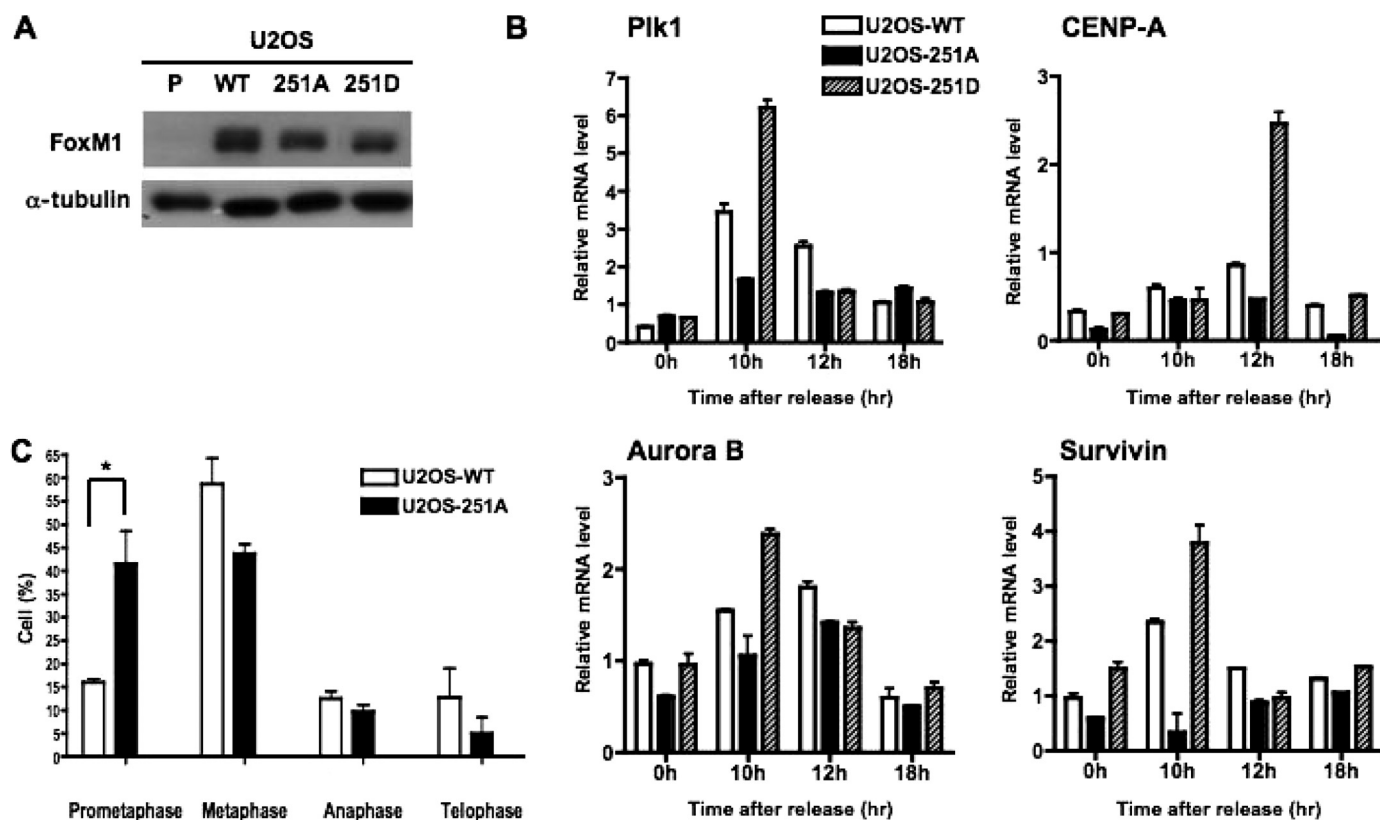 A
U2OS
P WT 251A 251D
FoxM1
α-tubulin
B
Plk1
U2OS-WT
U2OS-251A
U2OS-251D
Relative mRNA level
7
6
5
4
3
2
1
0
0h 10h 12h 18h
Time after release (hr)
CENP-A
Relative mRNA level
3
2
1
0
0h 10h 12h 18h
Time after release (hr)
C
*
U2OS-WT
U2OS-251A
Cell (%)
65
60
55
50
45
40
35
30
25
20
15
10
5
0
Prometaphase Metaphase Anaphase Telophase
Aurora B
Relative mRNA level
3
2
1
0
0h 10h 12h 18h
Time after release (hr)
Survivin
Relative mRNA level
5
4
3
2
1
0
0h 10h 12h 18h
Time after release (hr)